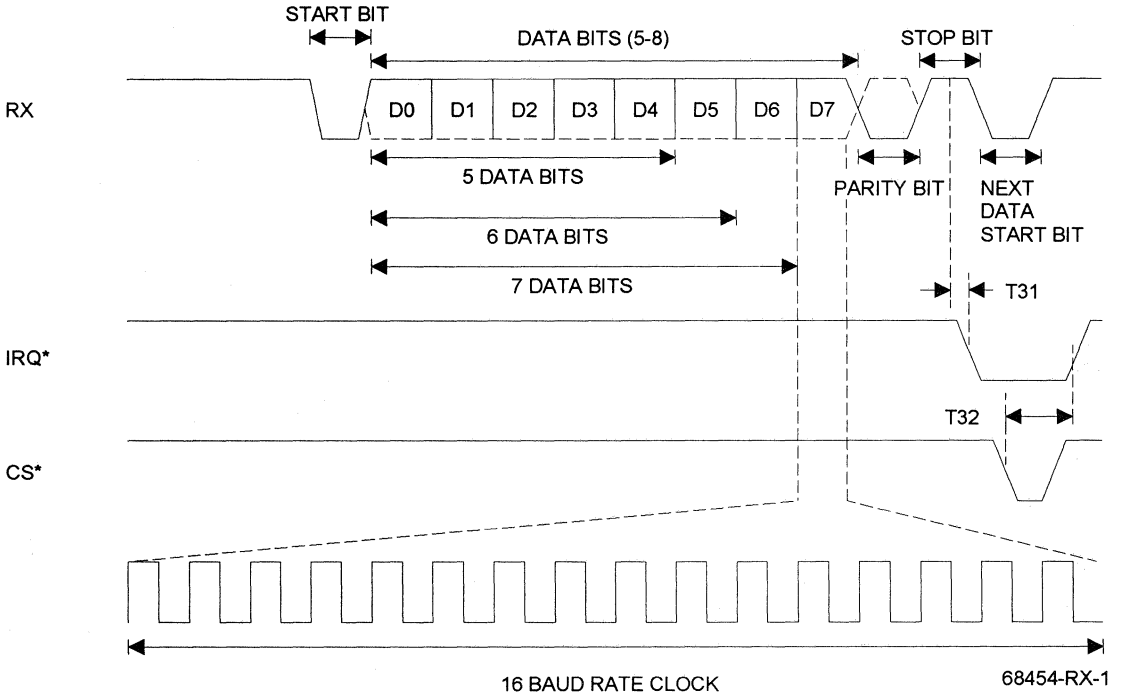 START BIT
DATA BITS (5-8)
STOP BIT
RX
D0 D1 D2 D3 D4 D5 D6 D7
5 DATA BITS
PARITY BIT
NEXT
DATA
START BIT
6 DATA BITS
7 DATA BITS
T31
IRQ*
T32
CS*
16 BAUD RATE CLOCK
68454-RX-1